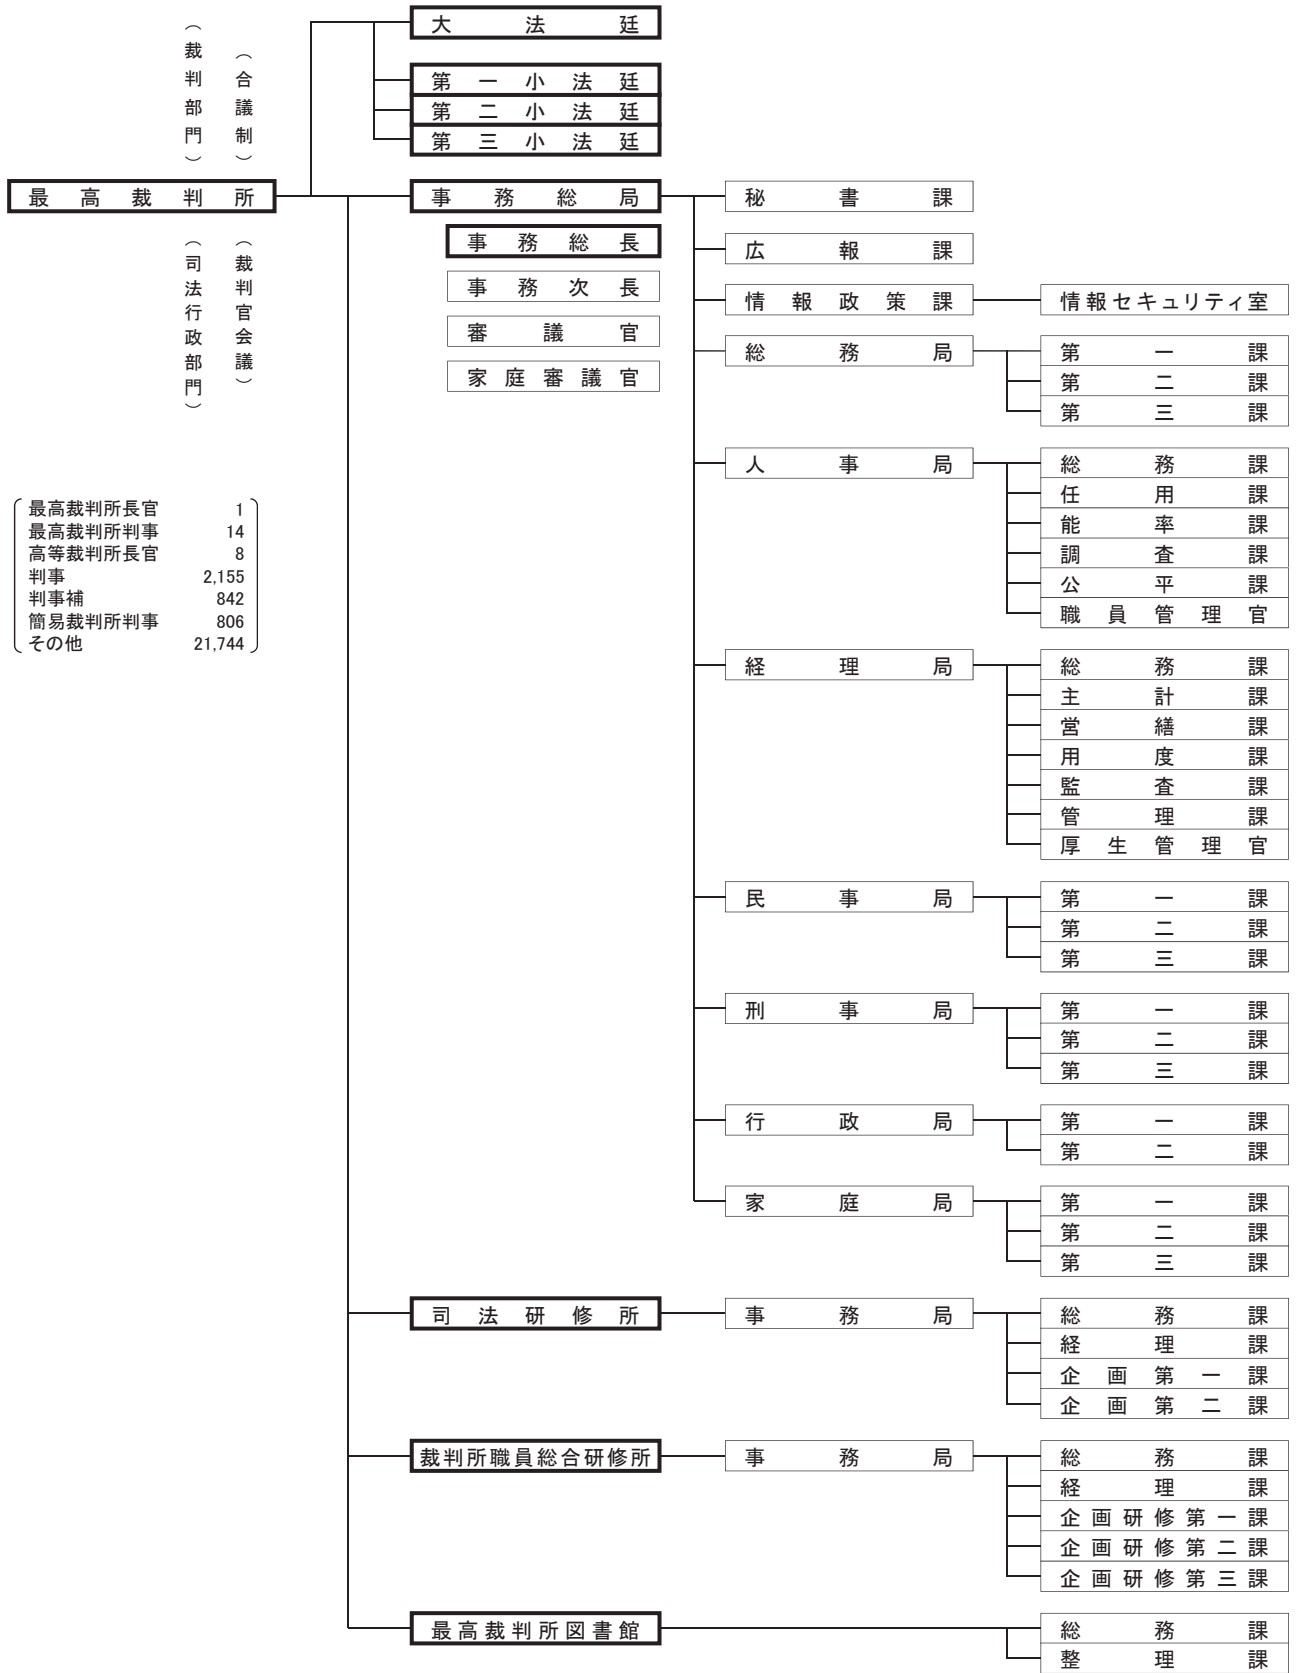 大法廷
第一小法廷
第二小法廷
第三小法廷
（裁判部門）
（合議制）
最高裁判所
（司法行政部門）
（裁判官会議）
最高裁判所長官 1
最高裁判所判事 14
高等裁判所長官 8
判事 2,155
判事補 842
簡易裁判所判事 806
その他 21,744
事務総局
事務総長
事務次長
審議官
家庭審議官
秘書課
広報課
情報政策課
情報セキュリティ室
総務局
第一課
第二課
第三課
人事局
総務課
任用課
能率課
調査課
公平課
職員管理官
経理局
総務課
主計課
営繕課
用度課
監査課
管理課
厚生管理官
民事局
第一課
第二課
第三課
刑事局
第一課
第二課
第三課
行政局
第一課
第二課
家庭局
第一課
第二課
第三課
司法研修所
事務局
総務課
経理課
企画第一課
企画第二課
裁判所職員総合研修所
事務局
総務課
経理課
企画研修第一課
企画研修第二課
企画研修第三課
最高裁判所図書館
総務課
整理課